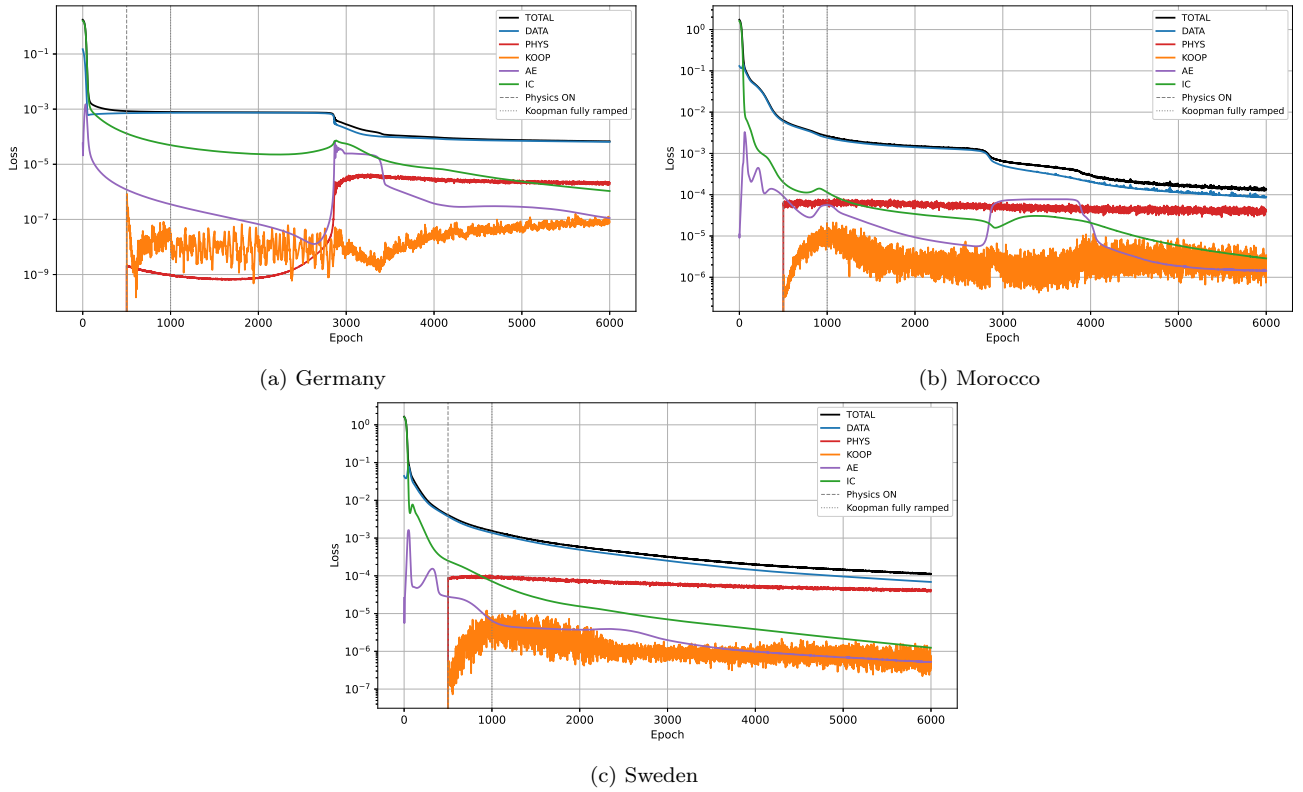 TOTAL
DATA
PHYS
KOOP
AE
IC
Physics ON
Koopman fully ramped
10⁻¹
10⁻³
10⁻⁵
10⁻⁷
10⁻⁹
Loss
0 1000 2000 3000 4000 5000 6000
Epoch
(a) Germany
TOTAL
DATA
PHYS
KOOP
AE
IC
Physics ON
Koopman fully ramped
10⁰
10⁻¹
10⁻²
10⁻³
10⁻⁴
10⁻⁵
10⁻⁶
Loss
0 1000 2000 3000 4000 5000 6000
Epoch
(b) Morocco
TOTAL
DATA
PHYS
KOOP
AE
IC
Physics ON
Koopman fully ramped
10⁰
10⁻¹
10⁻²
10⁻³
10⁻⁴
10⁻⁵
10⁻⁶
10⁻⁷
Loss
0 1000 2000 3000 4000 5000 6000
Epoch
(c) Sweden